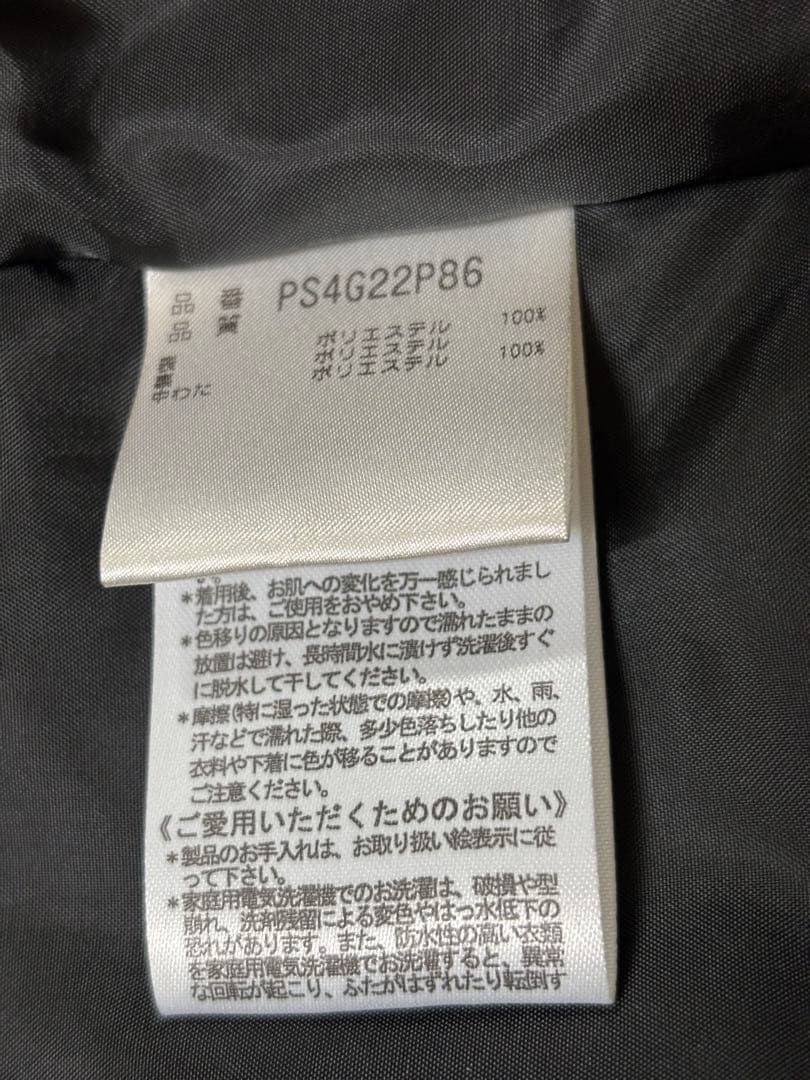 品 番 PS4G22P86
品 質
表 ポリエステル 100%
裏 ポリエステル
中わた ポリエステル 100%
*着用後、お肌への変化を万一感じられまし
た方は、ご使用をおやめ下さい。
*色移りの原因となりますので濡れたままの
放置は避け、長時間水に漬けず洗濯後すぐ
に脱水して干してください。
*摩擦(特に湿った状態での摩擦)や、水、雨、
汗などで濡れた際、多少色落ちしたり他の
衣料や下着に色が移ることがありますので
ご注意ください。
《ご愛用いただくためのお願い》
*製品のお手入れは、お取り扱い絵表示に従
って下さい。
*家庭用電気洗濯機でのお洗濯は、破損や型
崩れ、洗剤残留による変色やはっ水低下の
恐れがあります。また、防水性の高い衣類
を家庭用電気洗濯機でお洗濯すると、異常
な回転が起こり、ふたがはずれたり転倒す